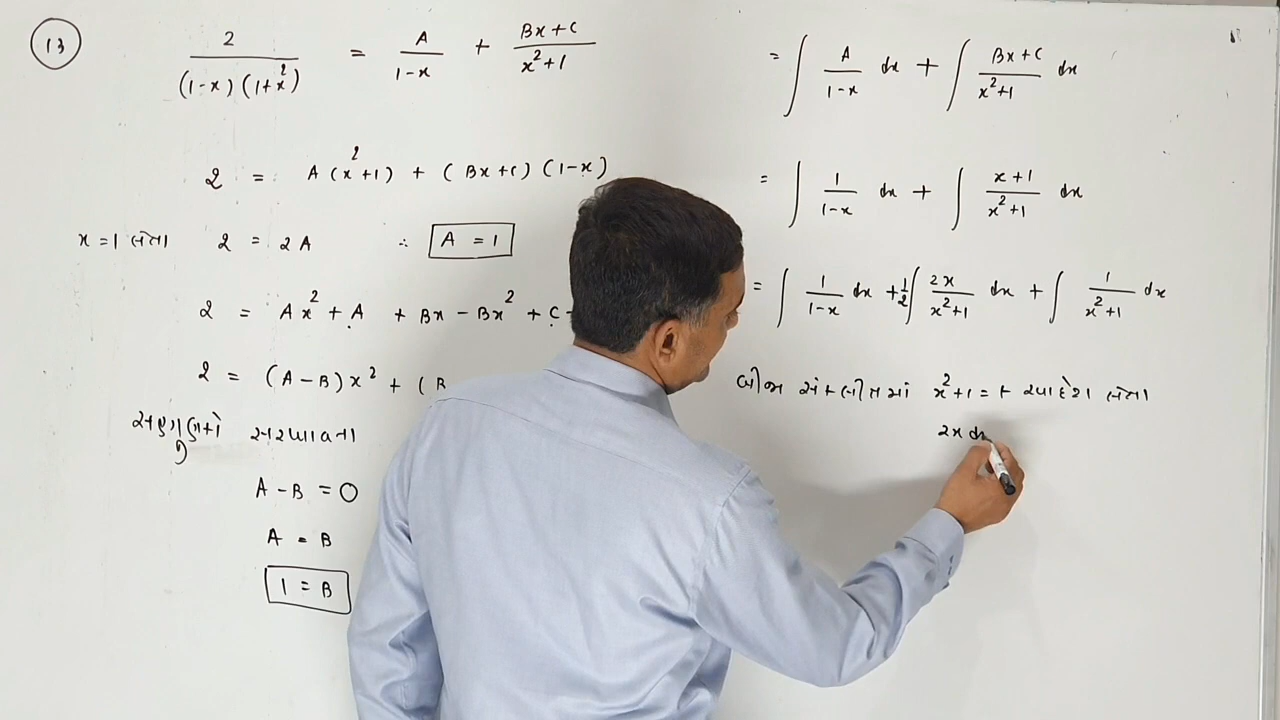 13
2 / (1-x)(1+x²) = A / 1-x + Bx+C / x²+1
2 = A(x²+1) + (Bx+C)(1-x)
x=1 લેતાં 2 = 2A ∴ A = 1
2 = Ax² + A + Bx - Bx² + C -
2 = (A-B)x² + (B
સરખાવતા
A-B = 0
A = B
1 = B
= ∫ A / 1-x dx + ∫ Bx+C / x²+1 dx
= ∫ 1 / 1-x dx + ∫ x+1 / x²+1 dx
= ∫ 1 / 1-x dx + 1/2 ∫ 2x / x²+1 dx + ∫ 1 / x²+1 dx
બીજા સંકલીતમાં x²+1 = t આદેશ લેતા
2x dx